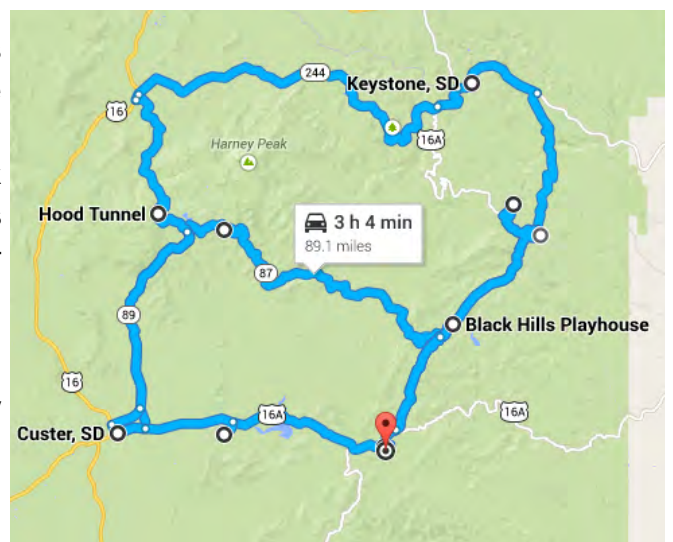 244
Keystone, SD
16
16A
Harney Peak
Hood Tunnel
3 h 4 min
89.1 miles
87
89
Black Hills Playhouse
16
16A
16A
Custer, SD